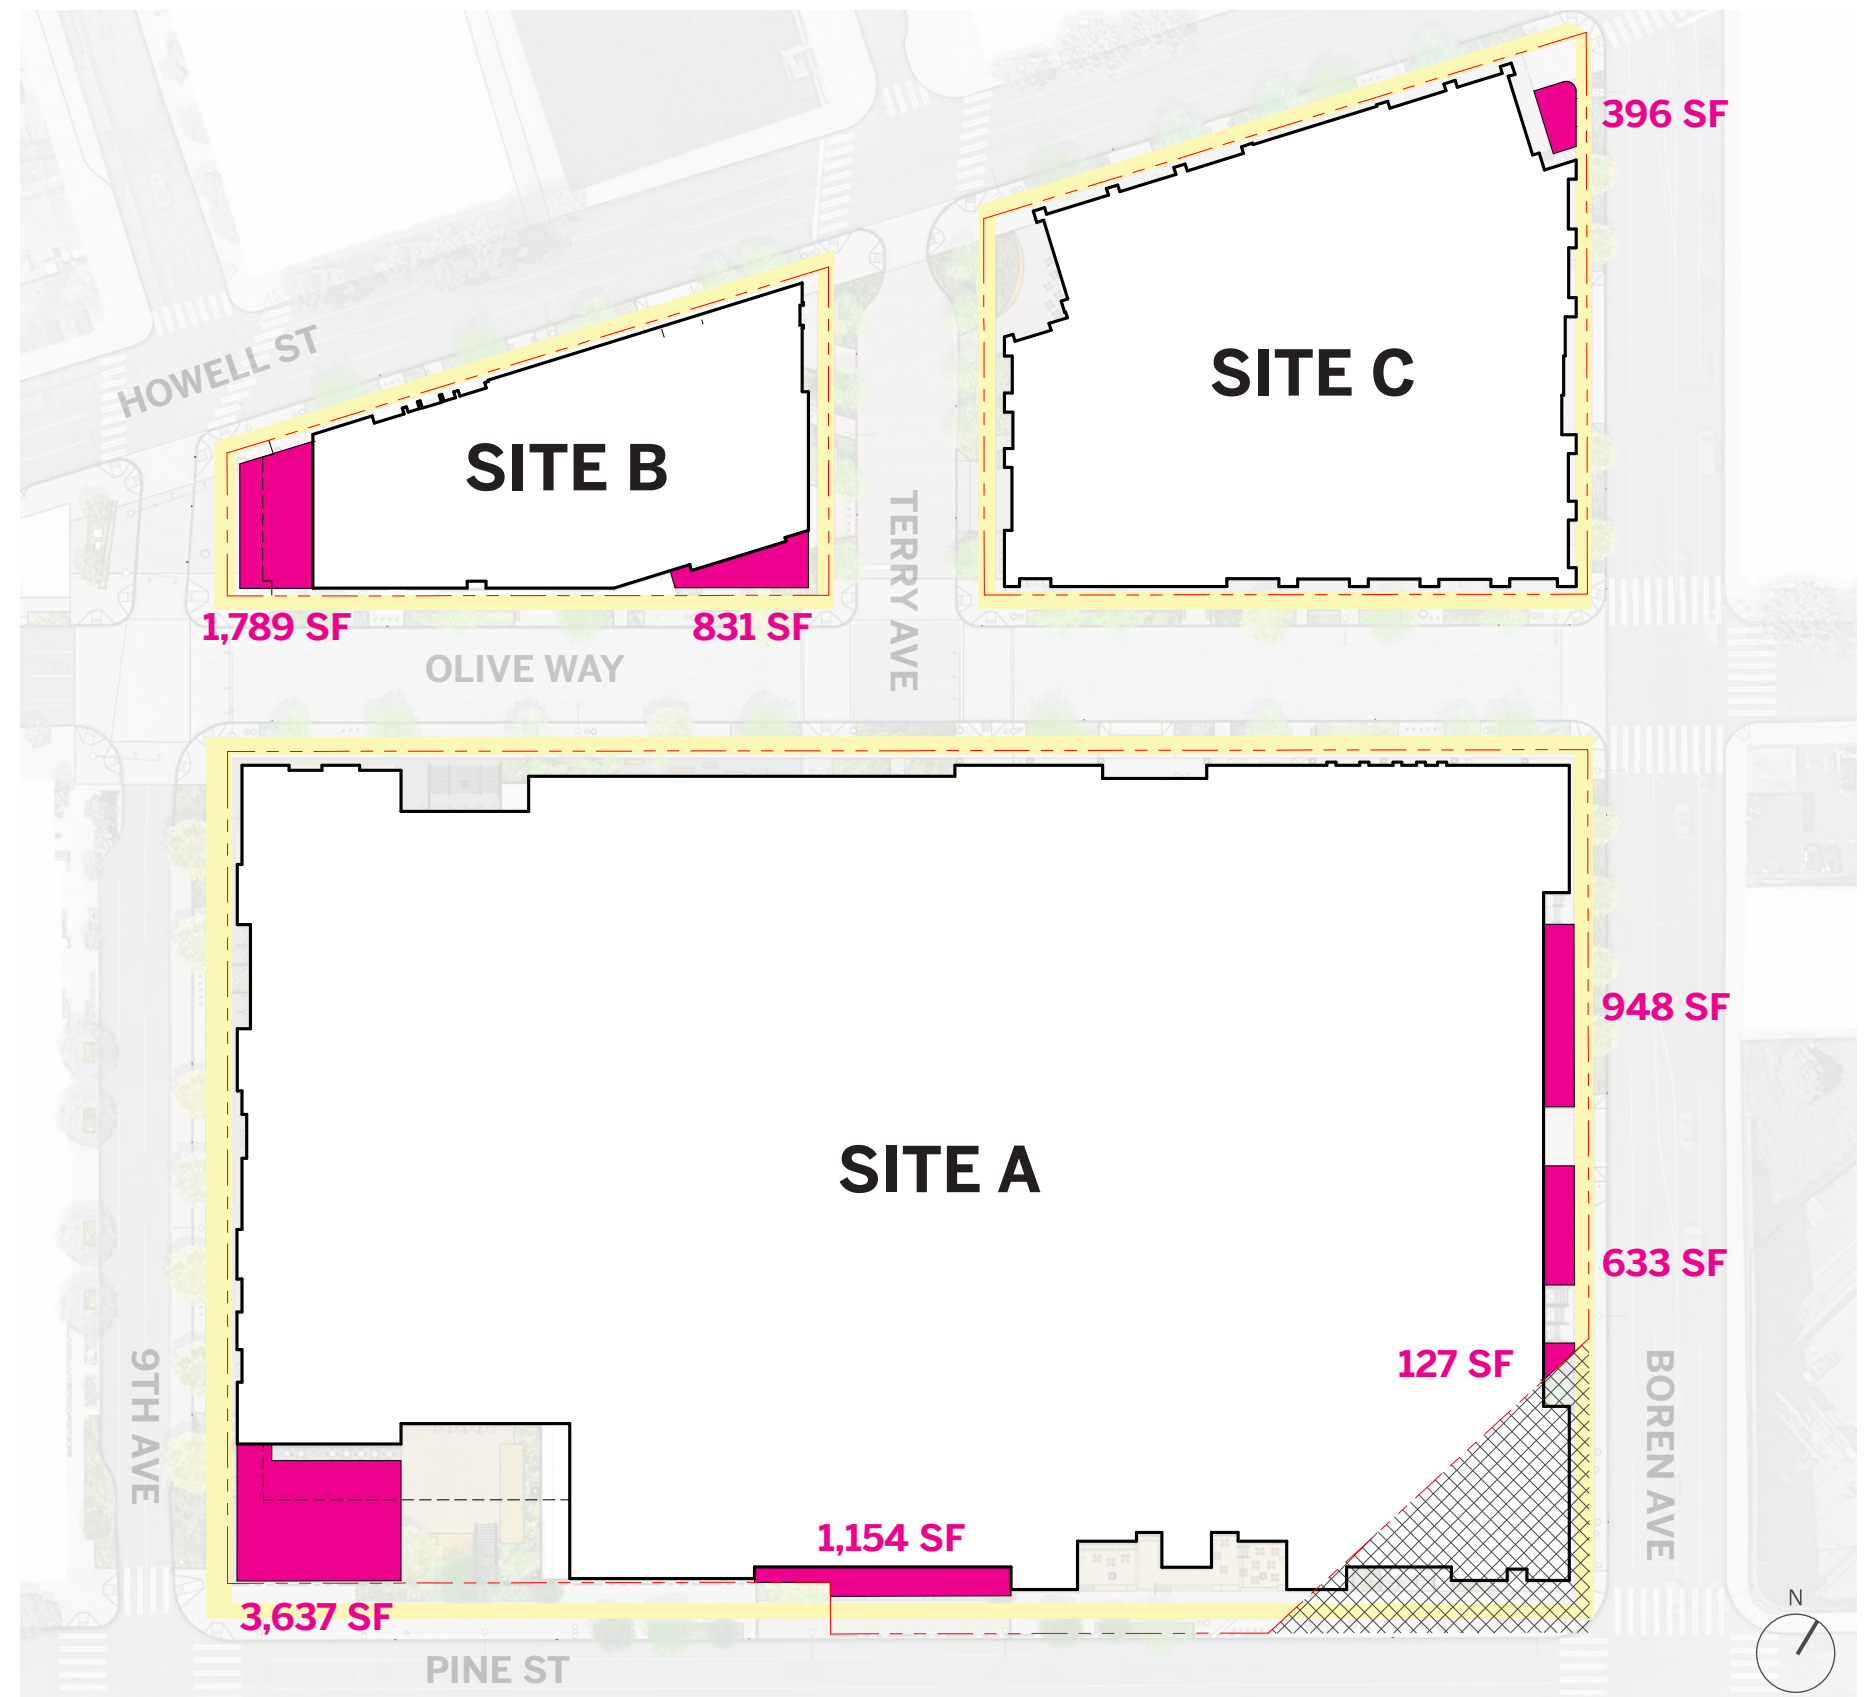 396 SF
HOWELL ST
SITE C
SITE B
TERRY AVE
1,789 SF
831 SF
OLIVE WAY
948 SF
SITE A
633 SF
127 SF
9TH AVE
BOREN AVE
1,154 SF
3,637 SF
N
PINE ST